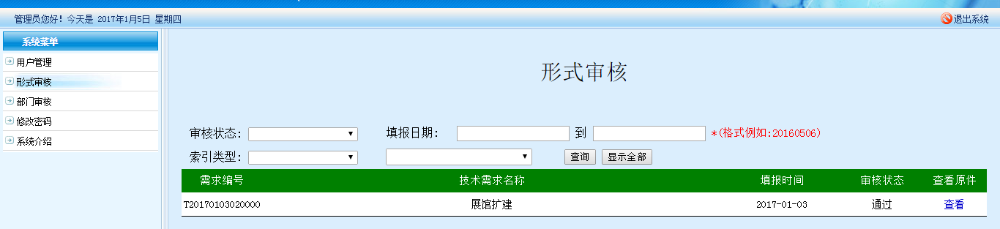 管理员您好！今天是 2017年1月5日 星期四
退出系统
系统菜单
用户管理
形式审核
部门审核
修改密码
系统介绍
形式审核
审核状态: 填报日期: 到 *(格式例如:20160506)
索引类型: 查询 显示全部
需求编号 技术需求名称 填报时间 审核状态 查看原件
T20170103020000 展馆扩建 2017-01-03 通过 查看